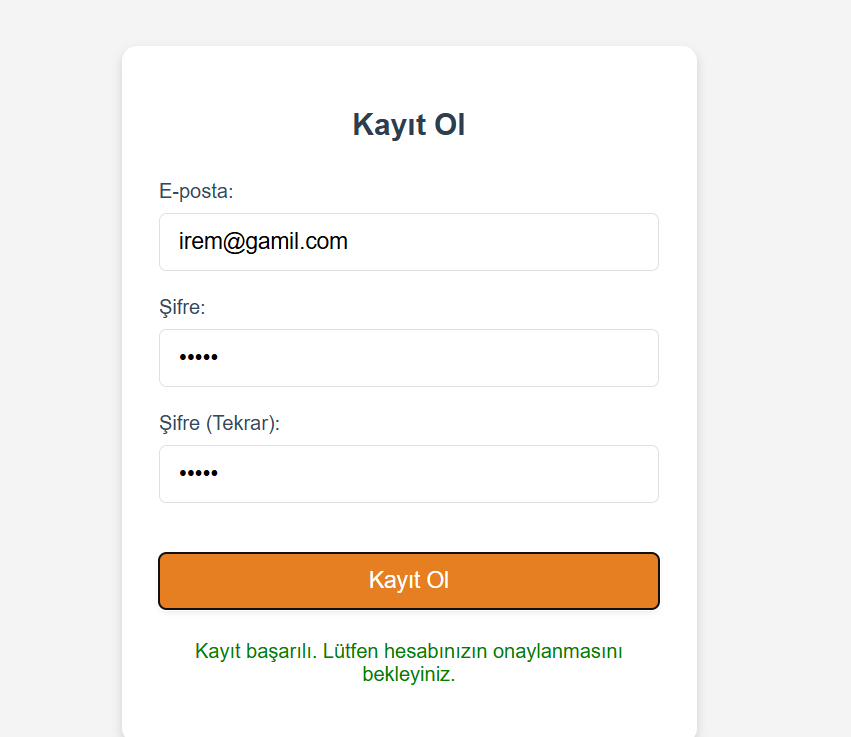 Kayıt Ol
E-posta:
irem@gamil.com
Şifre:
•••••
Şifre (Tekrar):
•••••
Kayıt Ol
Kayıt başarılı. Lütfen hesabınızın onaylanmasını
bekleyiniz.